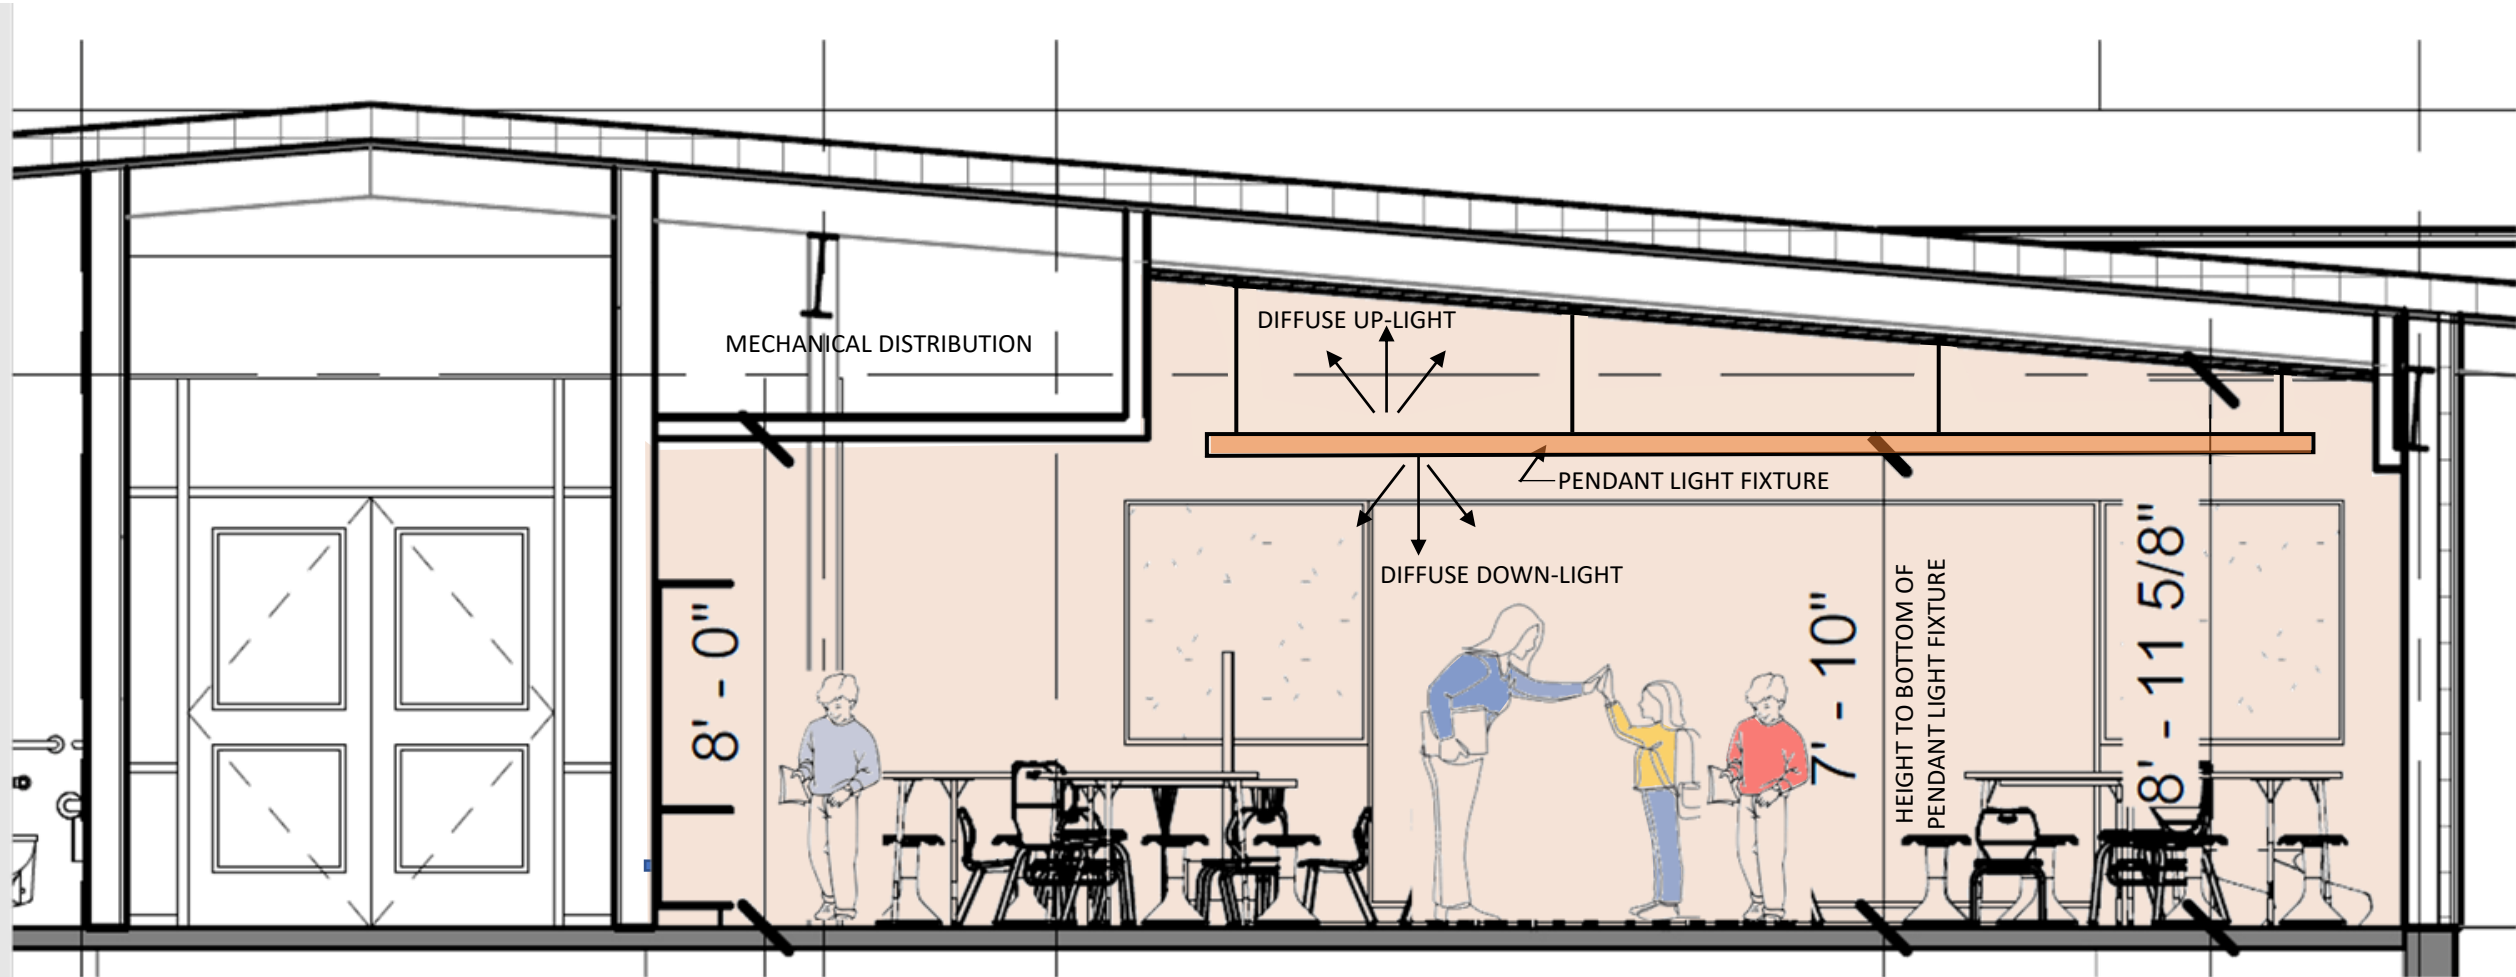 DIFFUSE UP-LIGHT
MECHANICAL DISTRIBUTION
PENDANT LIGHT FIXTURE
DIFFUSE DOWN-LIGHT
8' - 0"
7' - 10"
HEIGHT TO BOTTOM OF
PENDANT LIGHT FIXTURE
8' - 11 5/8"